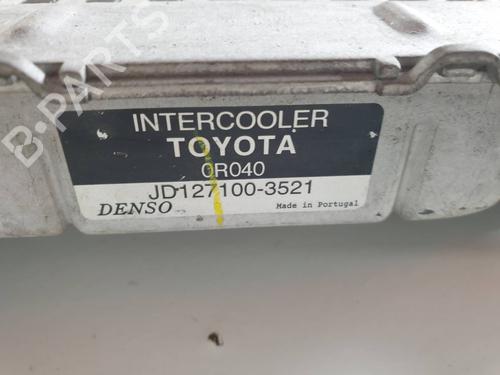 B-PARTS
INTERCOOLER
TOYOTA
0R040
JD127100-3521
DENSO Made in Portugal